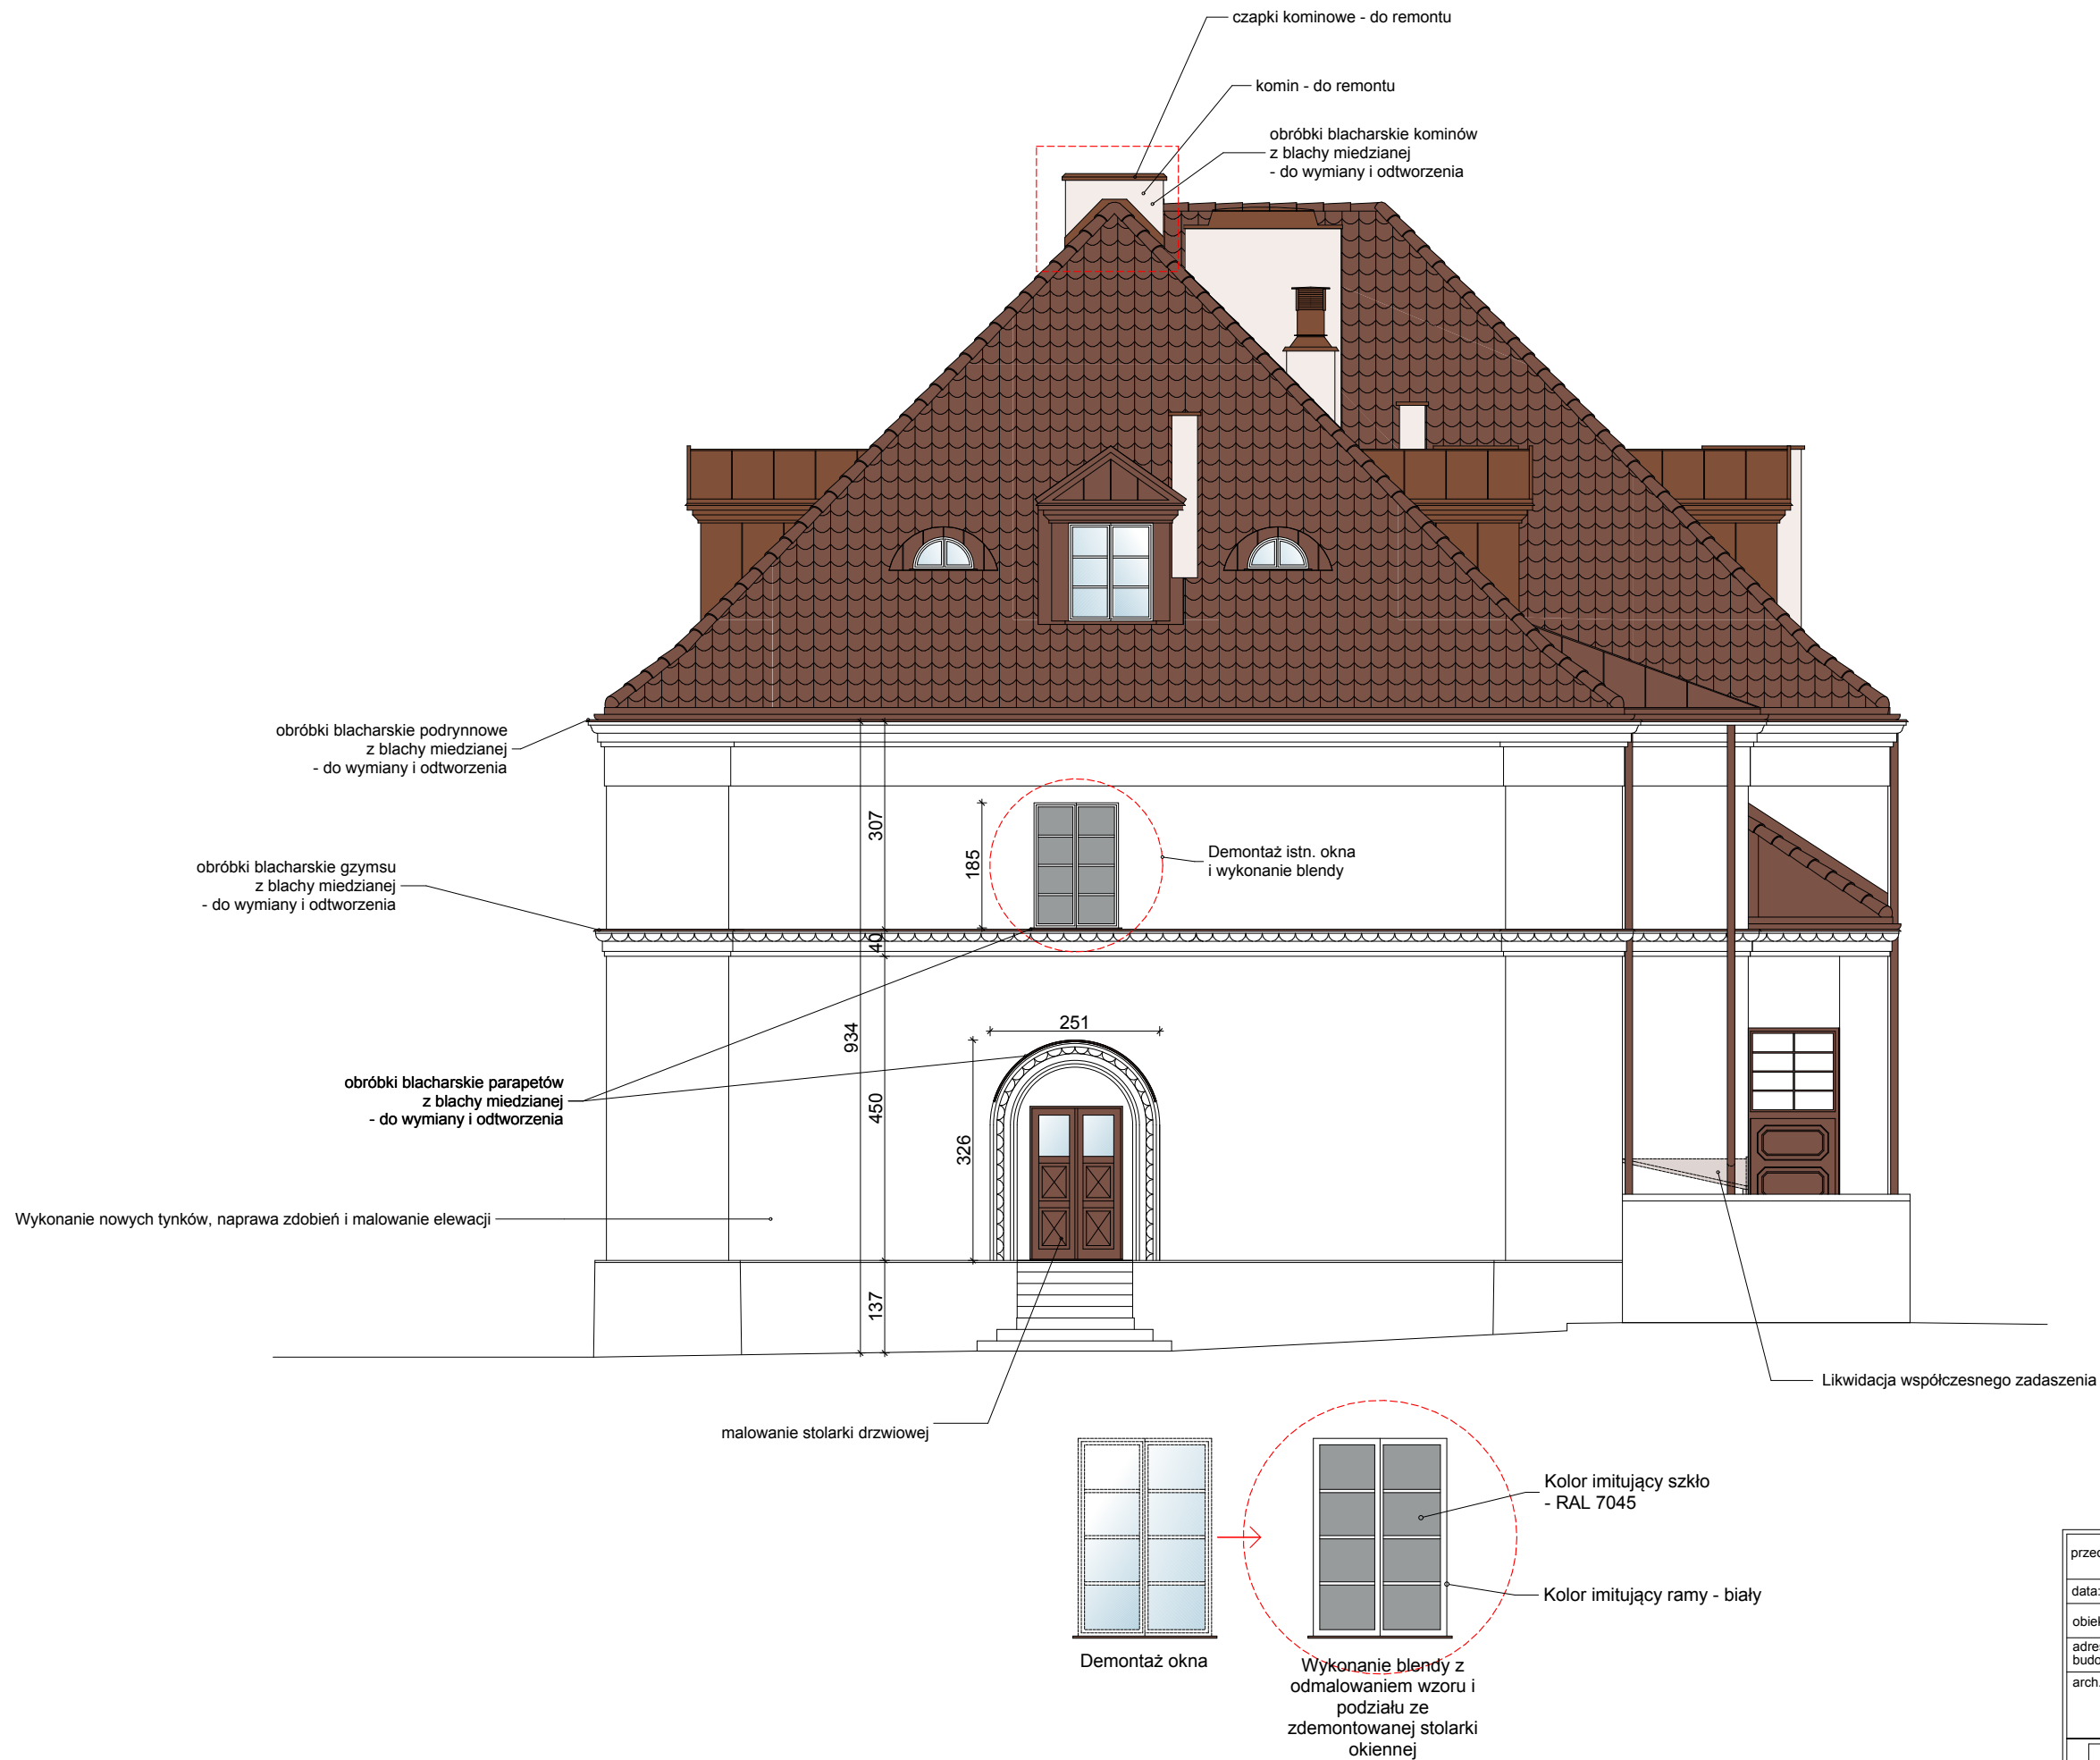 czapki kominowe - do remontu
komin - do remontu
obróbki blacharskie kominów
z blachy miedzianej
- do wymiany i odtworzenia
obróbki blacharskie podrynnowe
z blachy miedzianej
- do wymiany i odtworzenia
307
185
Demontaż istn. okna
i wykonanie blendy
obróbki blacharskie gzymsu
z blachy miedzianej
- do wymiany i odtworzenia
40
934
251
obróbki blacharskie parapetów
z blachy miedzianej
- do wymiany i odtworzenia
450
326
Wykonanie nowych tynków, naprawa zdobień i malowanie elewacji
137
Likwidacja współczesnego zadaszenia
malowanie stolarki drzwiowej
Kolor imitujący szkło
- RAL 7045
Kolor imitujący ramy - biały
Demontaż okna
Wykonanie blendy z
odmalowaniem wzoru i
podziału ze
zdemontowanej stolarki
okiennej
data:
arch.